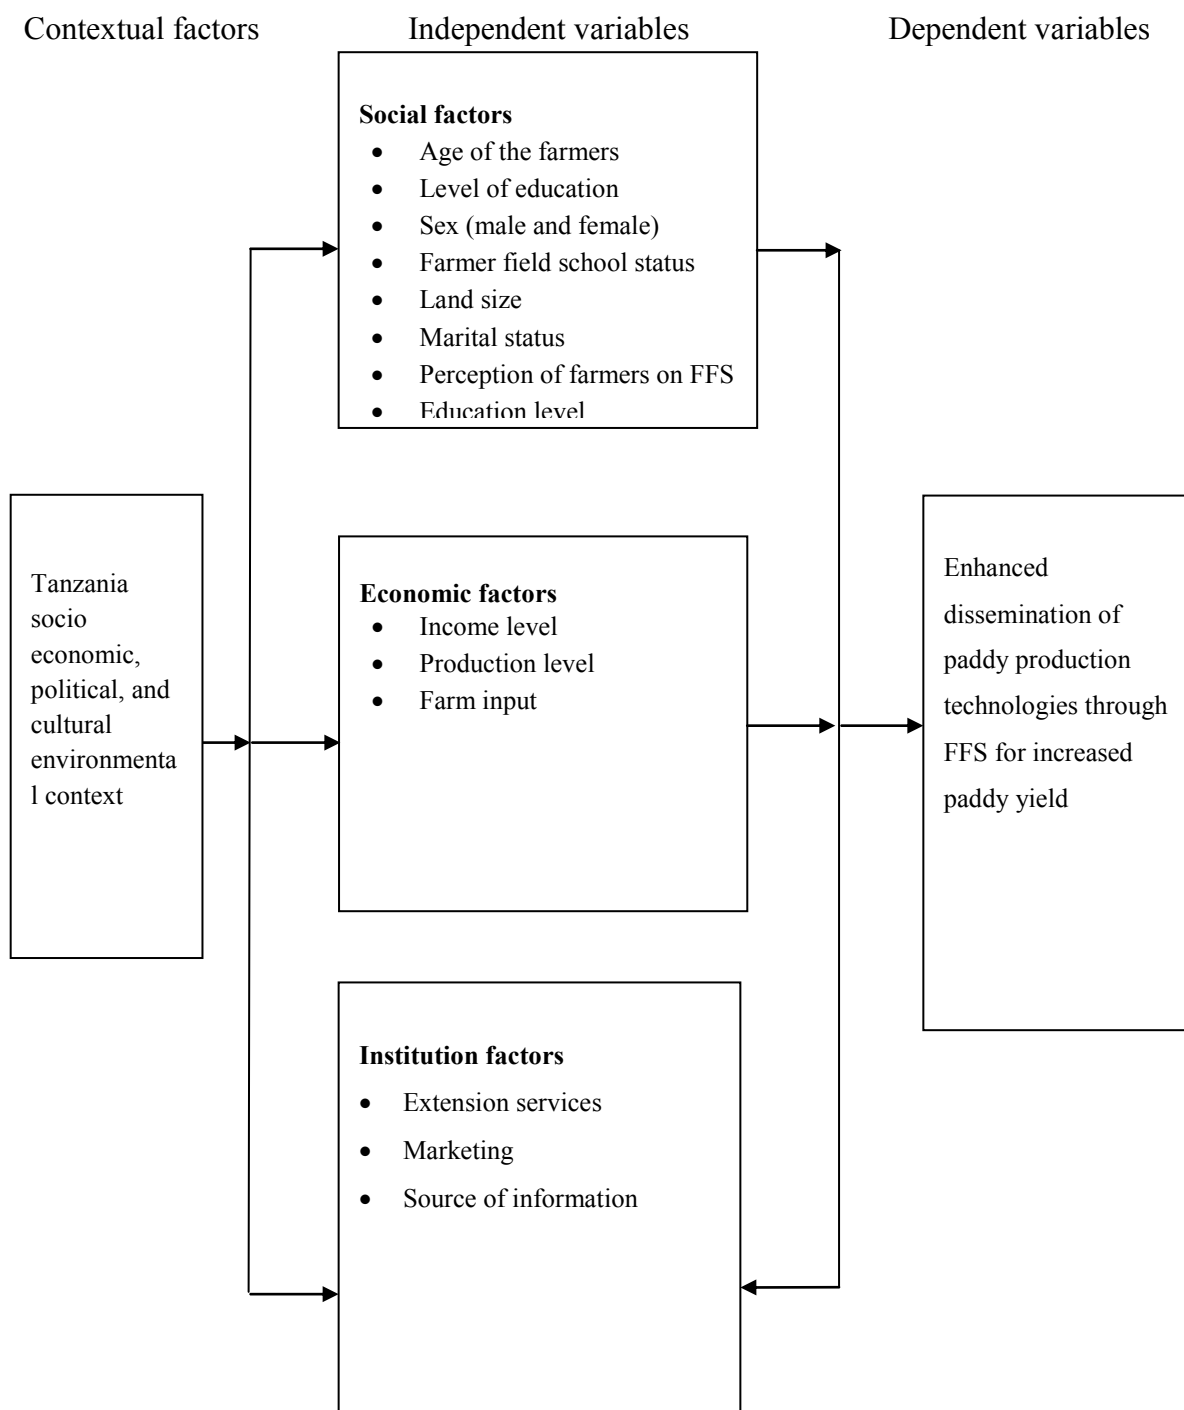 Contextual factors
Independent variables
Dependent variables
Social factors
• Age of the farmers
• Level of education
• Sex (male and female)
• Farmer field school status
• Land size
• Marital status
• Perception of farmers on FFS
• Education level
Tanzania
socio
economic,
political, and
cultural
environmenta
l context
Economic factors
• Income level
• Production level
• Farm input
Institution factors
• Extension services
• Marketing
• Source of information
Enhanced
dissemination of
paddy production
technologies through
FFS for increased
paddy yield